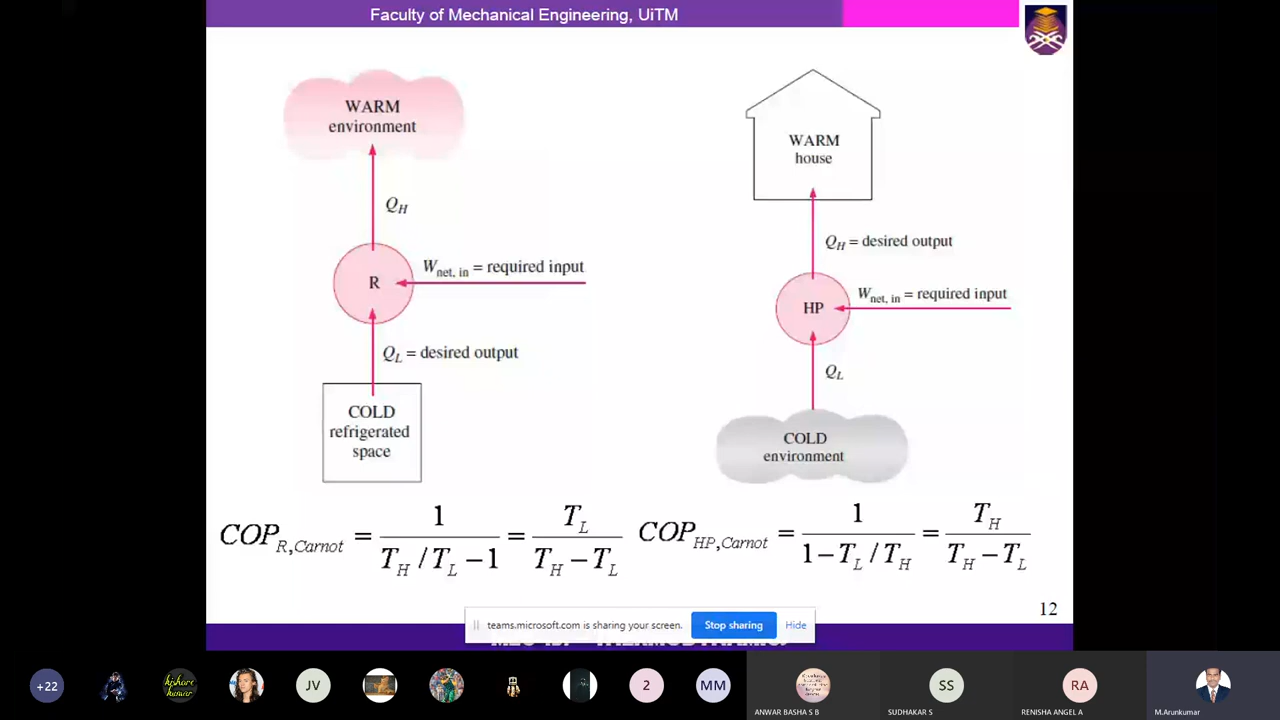 Faculty of Mechanical Engineering, UiTM
WARM
environment
Q_H
R
W_net, in = required input
Q_L = desired output
COLD
refrigerated
space
WARM
house
Q_H = desired output
HP
W_net, in = required input
Q_L
COLD
environment
COP_R,Carnot = 1 / (T_H / T_L − 1) = T_L / (T_H − T_L)
COP_HP,Carnot = 1 / (1 − T_L / T_H) = T_H / (T_H − T_L)
12
teams.microsoft.com is sharing your screen.
Stop sharing
Hide
+22
kishore
kumar
JV
2
MM
SS
RA
ANWAR BASHA S B
SUDHAKAR S
RENISHA ANGEL A
M.Arunkumar